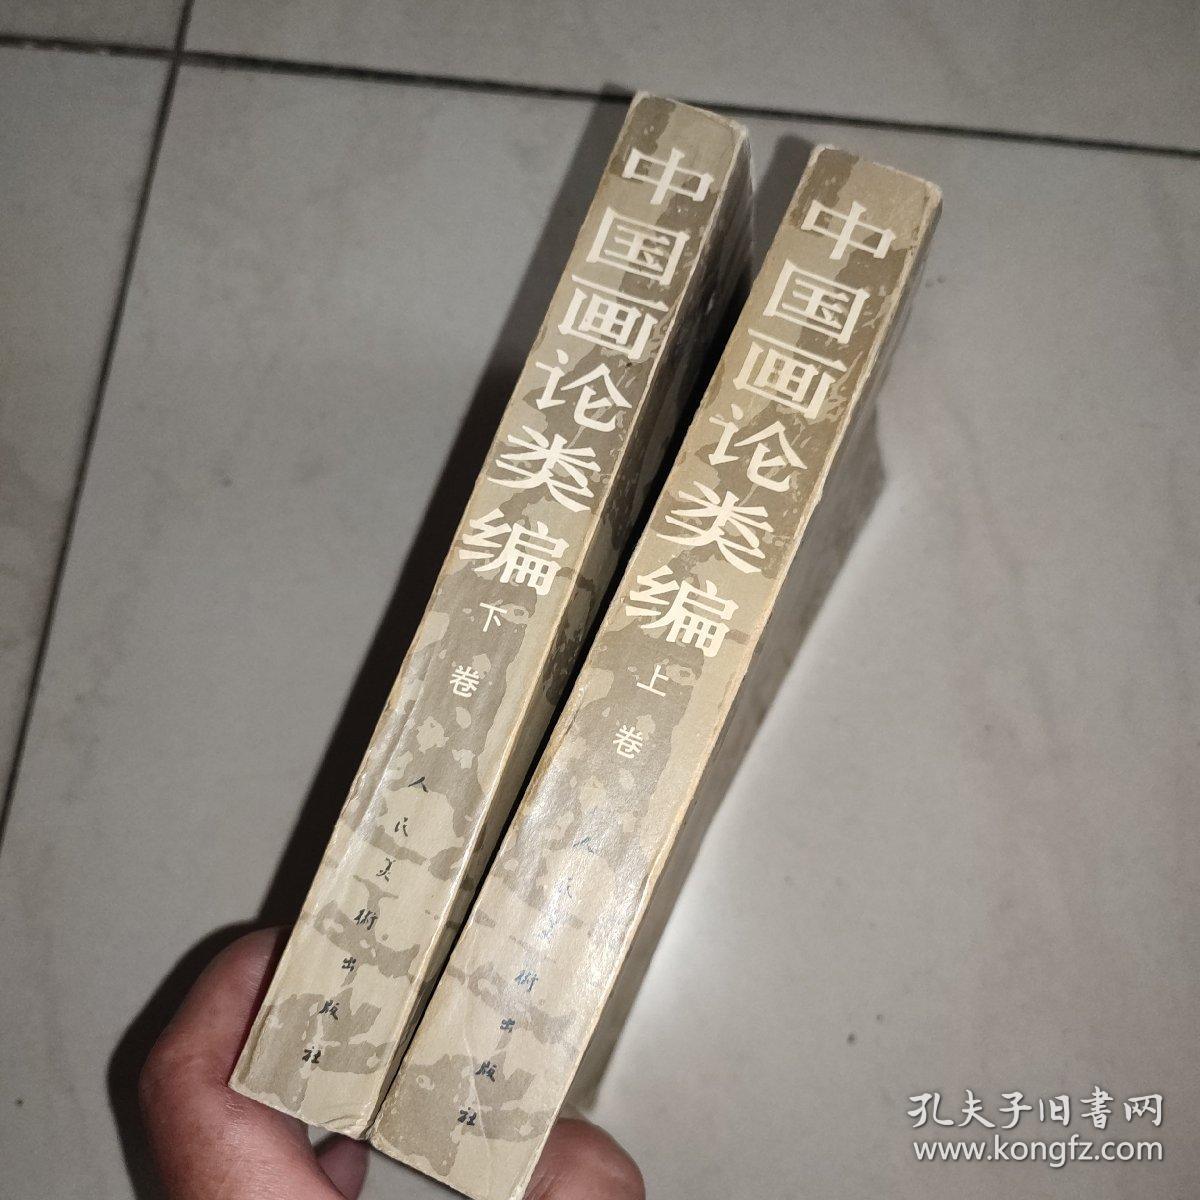 中国画论类编
下卷
人民美術出版社
中国画论类编
上卷
人民美術出版社
孔夫子旧書网
www.kongfz.com